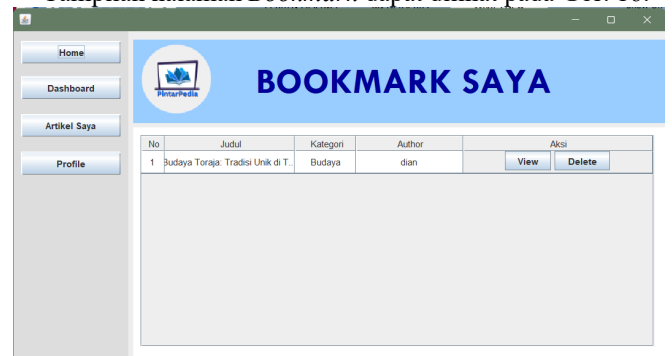 Bookmark
Home
Dashboard
Artikel Saya
Profile
PintarPedia
BOOKMARK SAYA
No Judul Kategori Author Aksi
1 Budaya Toraja: Tradisi Unik di T... Budaya dian View Delete